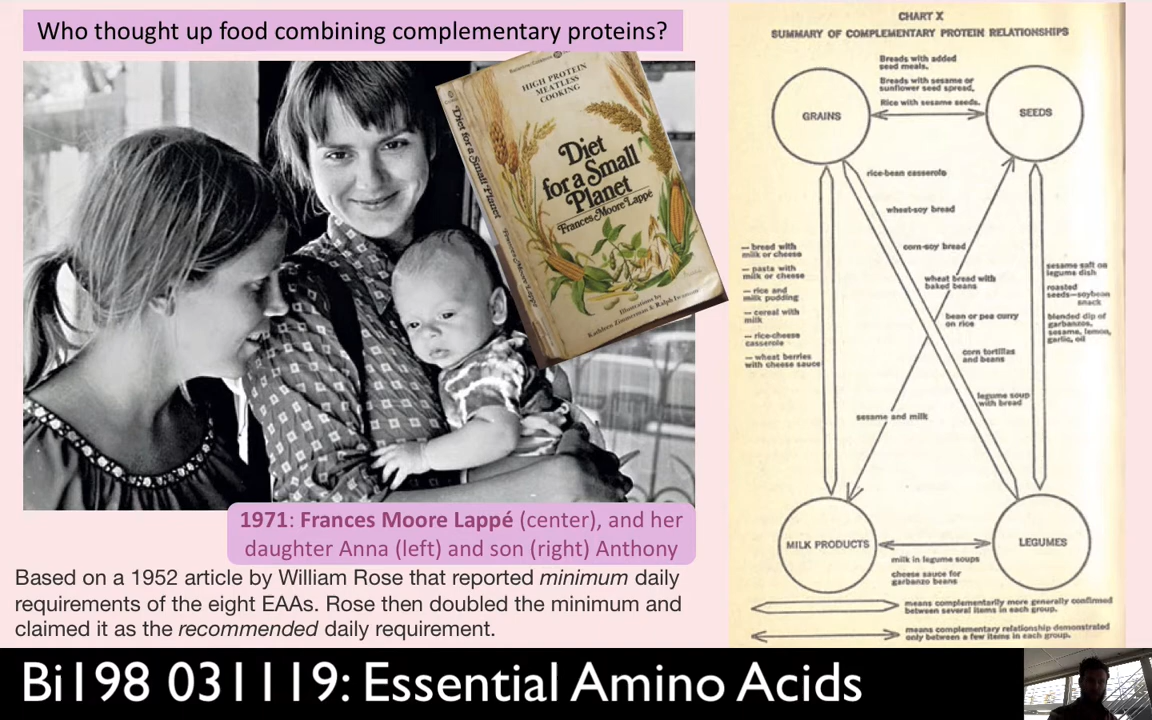 Who thought up food combining complementary proteins?
HIGH PROTEIN
MEATLESS
COOKING
Diet for a Small Planet
Diet
for a Small
Planet
Frances Moore Lappé
Frances Moore Lappé
Illustrations by
Kathleen Zimmerman & Ralph
1971: Frances Moore Lappé (center), and her
daughter Anna (left) and son (right) Anthony
Based on a 1952 article by William Rose that reported minimum daily
requirements of the eight EAAs. Rose then doubled the minimum and
claimed it as the recommended daily requirement.
CHART X
SUMMARY OF COMPLEMENTARY PROTEIN RELATIONSHIPS
Breads with added
seed meals.
Breads with sesame or
sunflower seed spread.
Rice with sesame seeds.
GRAINS
SEEDS
rice-bean casserole
wheat-soy bread
corn-soy bread
wheat bread with
baked beans
bean or pea curry
on rice
corn tortillas
and beans
legume soup
with bread
— bread with
milk or cheese
— pasta with
milk or cheese
— rice and
milk pudding
— cereal with
milk
— rice-cheese
casserole
— wheat berries
with cheese sauce
sesame salt on
legume dish
roasted
seeds—soybean
snack
blended dip of
garbanzos,
sesame, lemon,
garlic, oil
sesame and milk
MILK PRODUCTS
LEGUMES
milk in legume soups
cheese sauce for
garbanzo beans
means complementarity more generally confirmed
between several items in each group.
means complementary relationship demonstrated
only between a few items in each group.
Bi198 031119: Essential Amino Acids